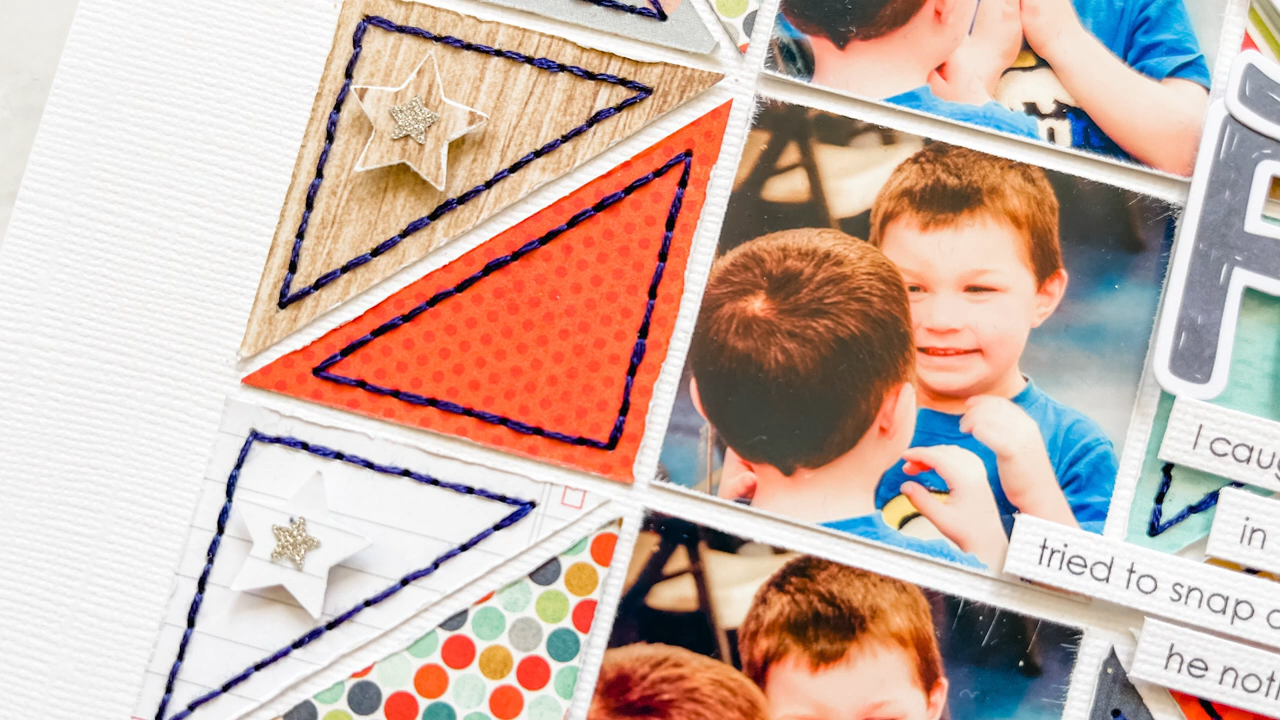 I caug
in
tried to snap a
he noti